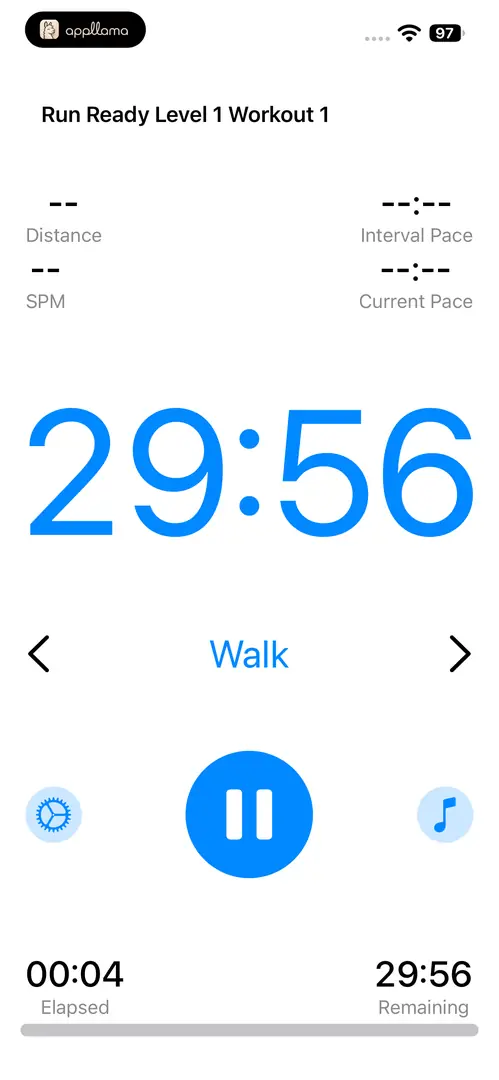 appllama
97
Run Ready Level 1 Workout 1
-- --:--
Distance Interval Pace
-- --:--
SPM Current Pace
29:56
Walk
00:04 29:56
Elapsed Remaining